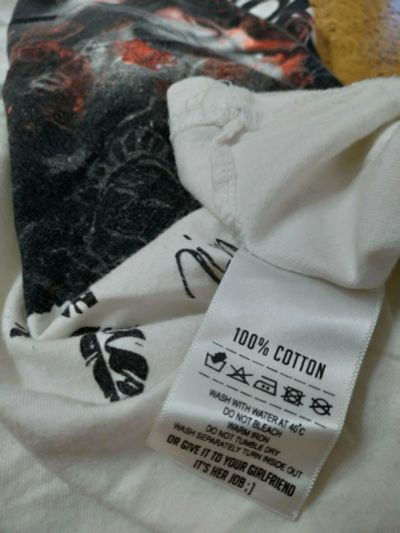 100% COTTON
WASH WITH WATER AT 40°C
DO NOT BLEACH
WARM IRON
DO NOT TUMBLE DRY
WASH SEPARATELY TURN INSIDE OUT
OR GIVE IT TO YOUR GIRLFRIEND
IT'S HER JOB ;)